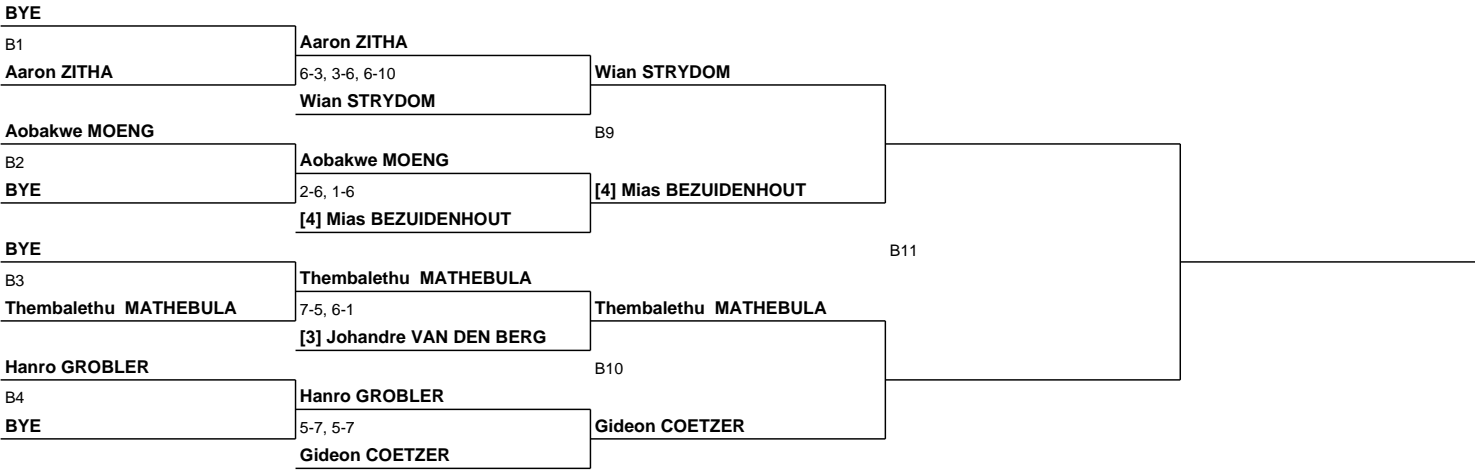 BYE
B1
Aaron ZITHA
Aaron ZITHA
6-3, 3-6, 6-10
Wian STRYDOM
Wian STRYDOM
Aobakwe MOENG
B9
B2
Aobakwe MOENG
BYE
2-6, 1-6
[4] Mias BEZUIDENHOUT
[4] Mias BEZUIDENHOUT
BYE
B11
B3
Thembalethu  MATHEBULA
Thembalethu  MATHEBULA
7-5, 6-1
Thembalethu  MATHEBULA
[3] Johandre VAN DEN BERG
Hanro GROBLER
B10
B4
Hanro GROBLER
BYE
5-7, 5-7
Gideon COETZER
Gideon COETZER